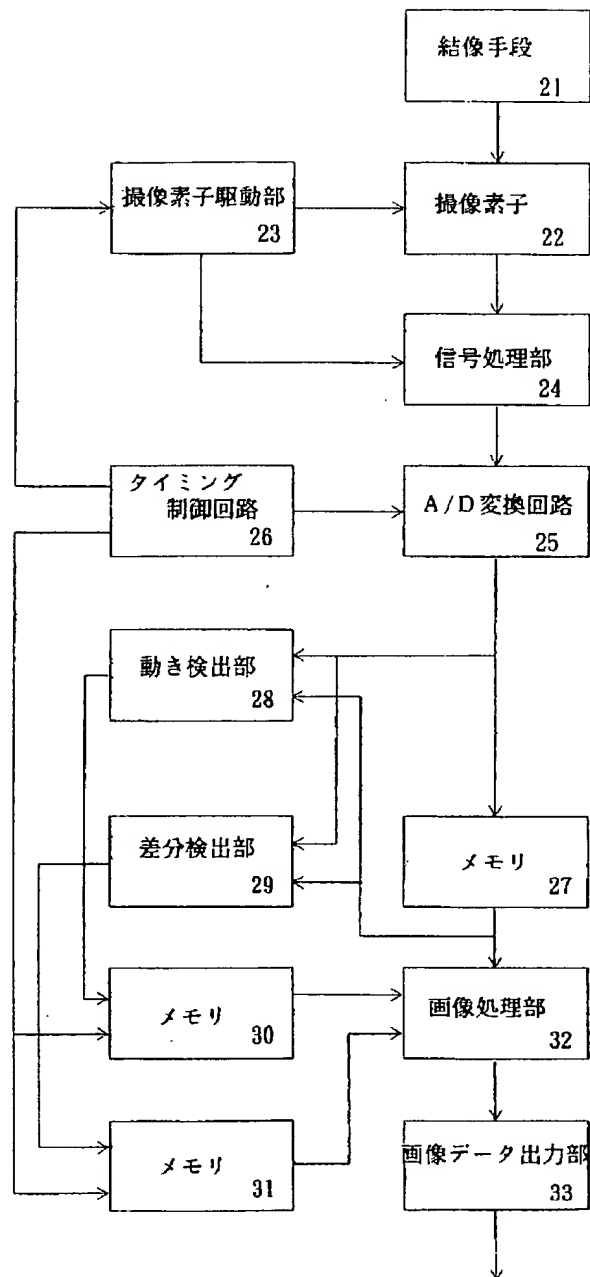 結像手段
21
撮像素子駆動部
23
撮像素子
22
信号処理部
24
タイミング
制御回路
26
A/D変換回路
25
動き検出部
28
差分検出部
29
メモリ
27
メモリ
30
画像処理部
32
メモリ
31
画像データ出力部
33